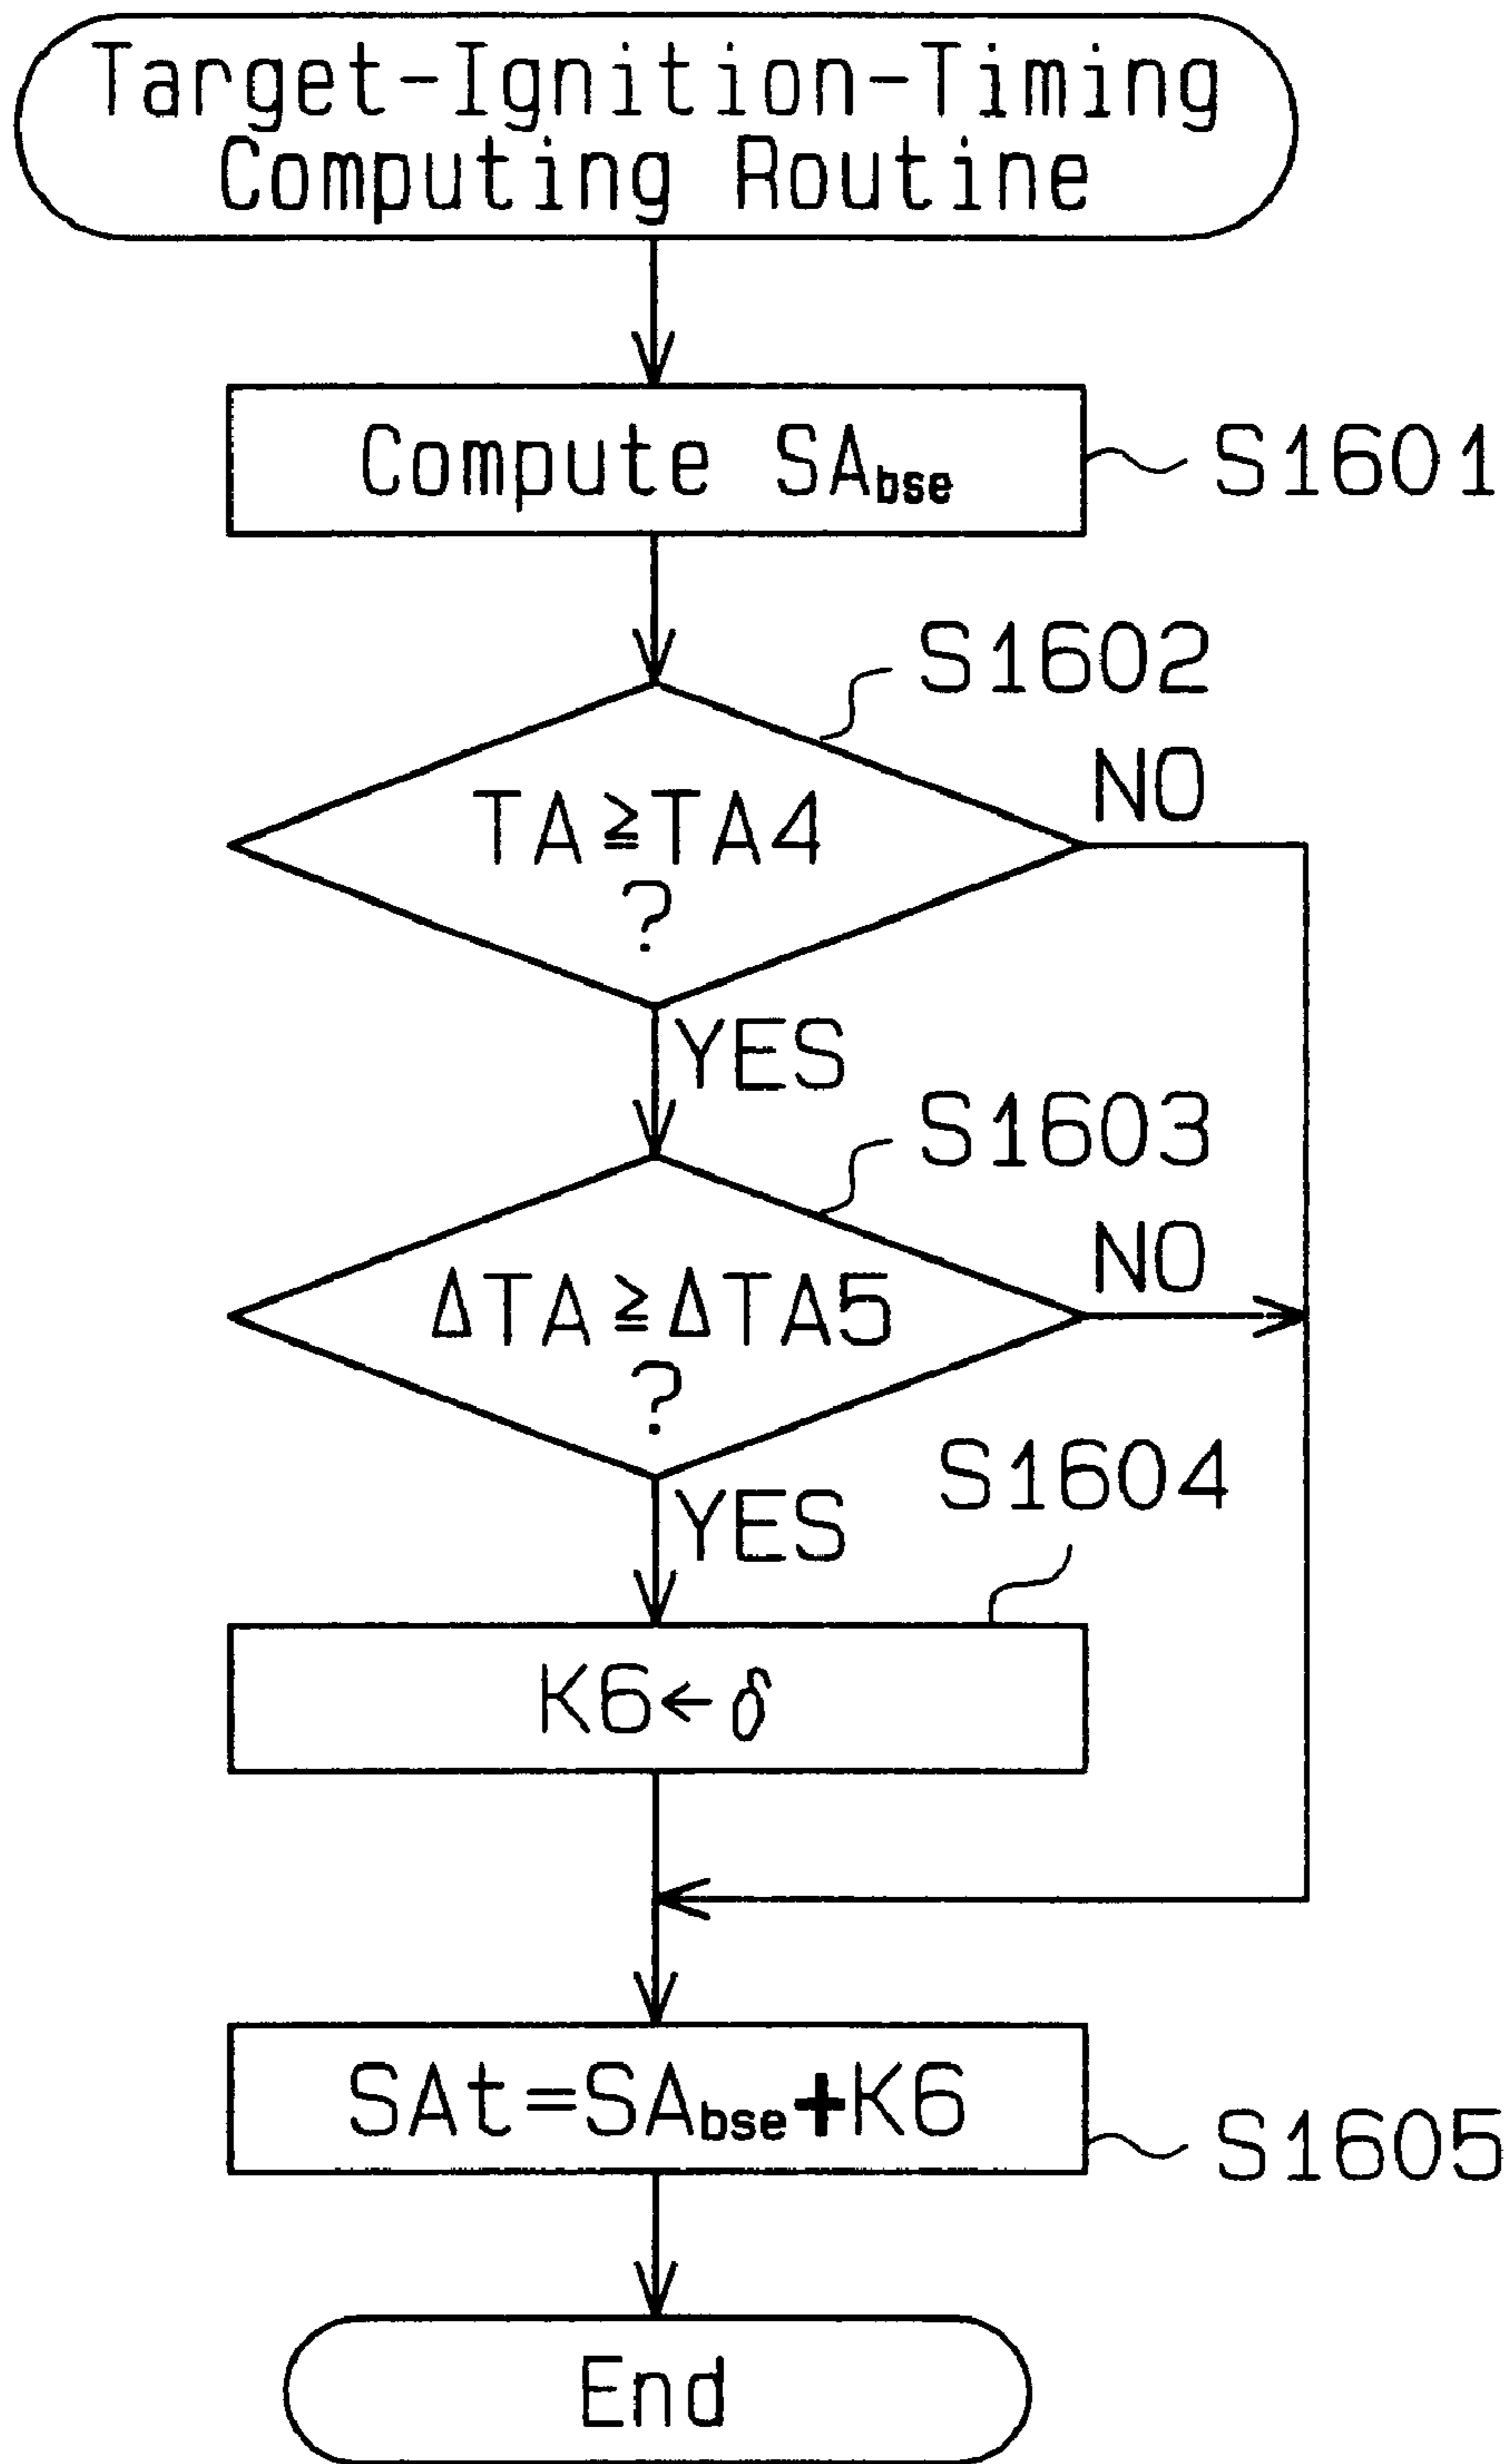 Target-Ignition-Timing
Computing Routine
Compute SAbse
S1601
S1602
TA≧TA4
?
NO
YES
S1603
ΔTA≧ΔTA5
?
NO
YES
S1604
K6←δ
SAt=SAbse+K6
S1605
End